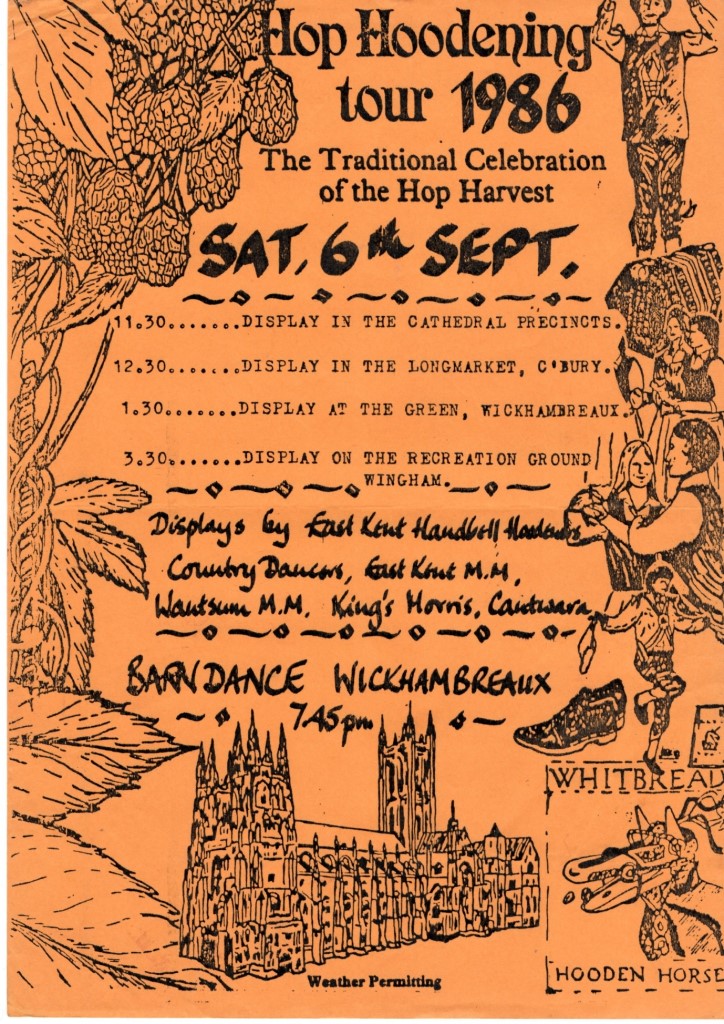 Hop Hoodening
tour 1986
The Traditional Celebration
of the Hop Harvest
SAT. 6th SEPT.
11.30.......DISPLAY IN THE CATHEDRAL PRECINCTS.
12.30.......DISPLAY IN THE LONGMARKET, C'BURY.
1.30.......DISPLAY AT THE GREEN, WICKHAMBREAUX.
3.30.......DISPLAY ON THE RECREATION GROUND
WINGHAM.
Displays by East Kent Handbell Hoodeners
Country Dancers, East Kent M.M,
Wantsum M.M. King's Morris, Cantwara
BARN DANCE WICKHAMBREAUX
7.45pm
WHITBREAD
HOODEN HORSE
Weather Permitting